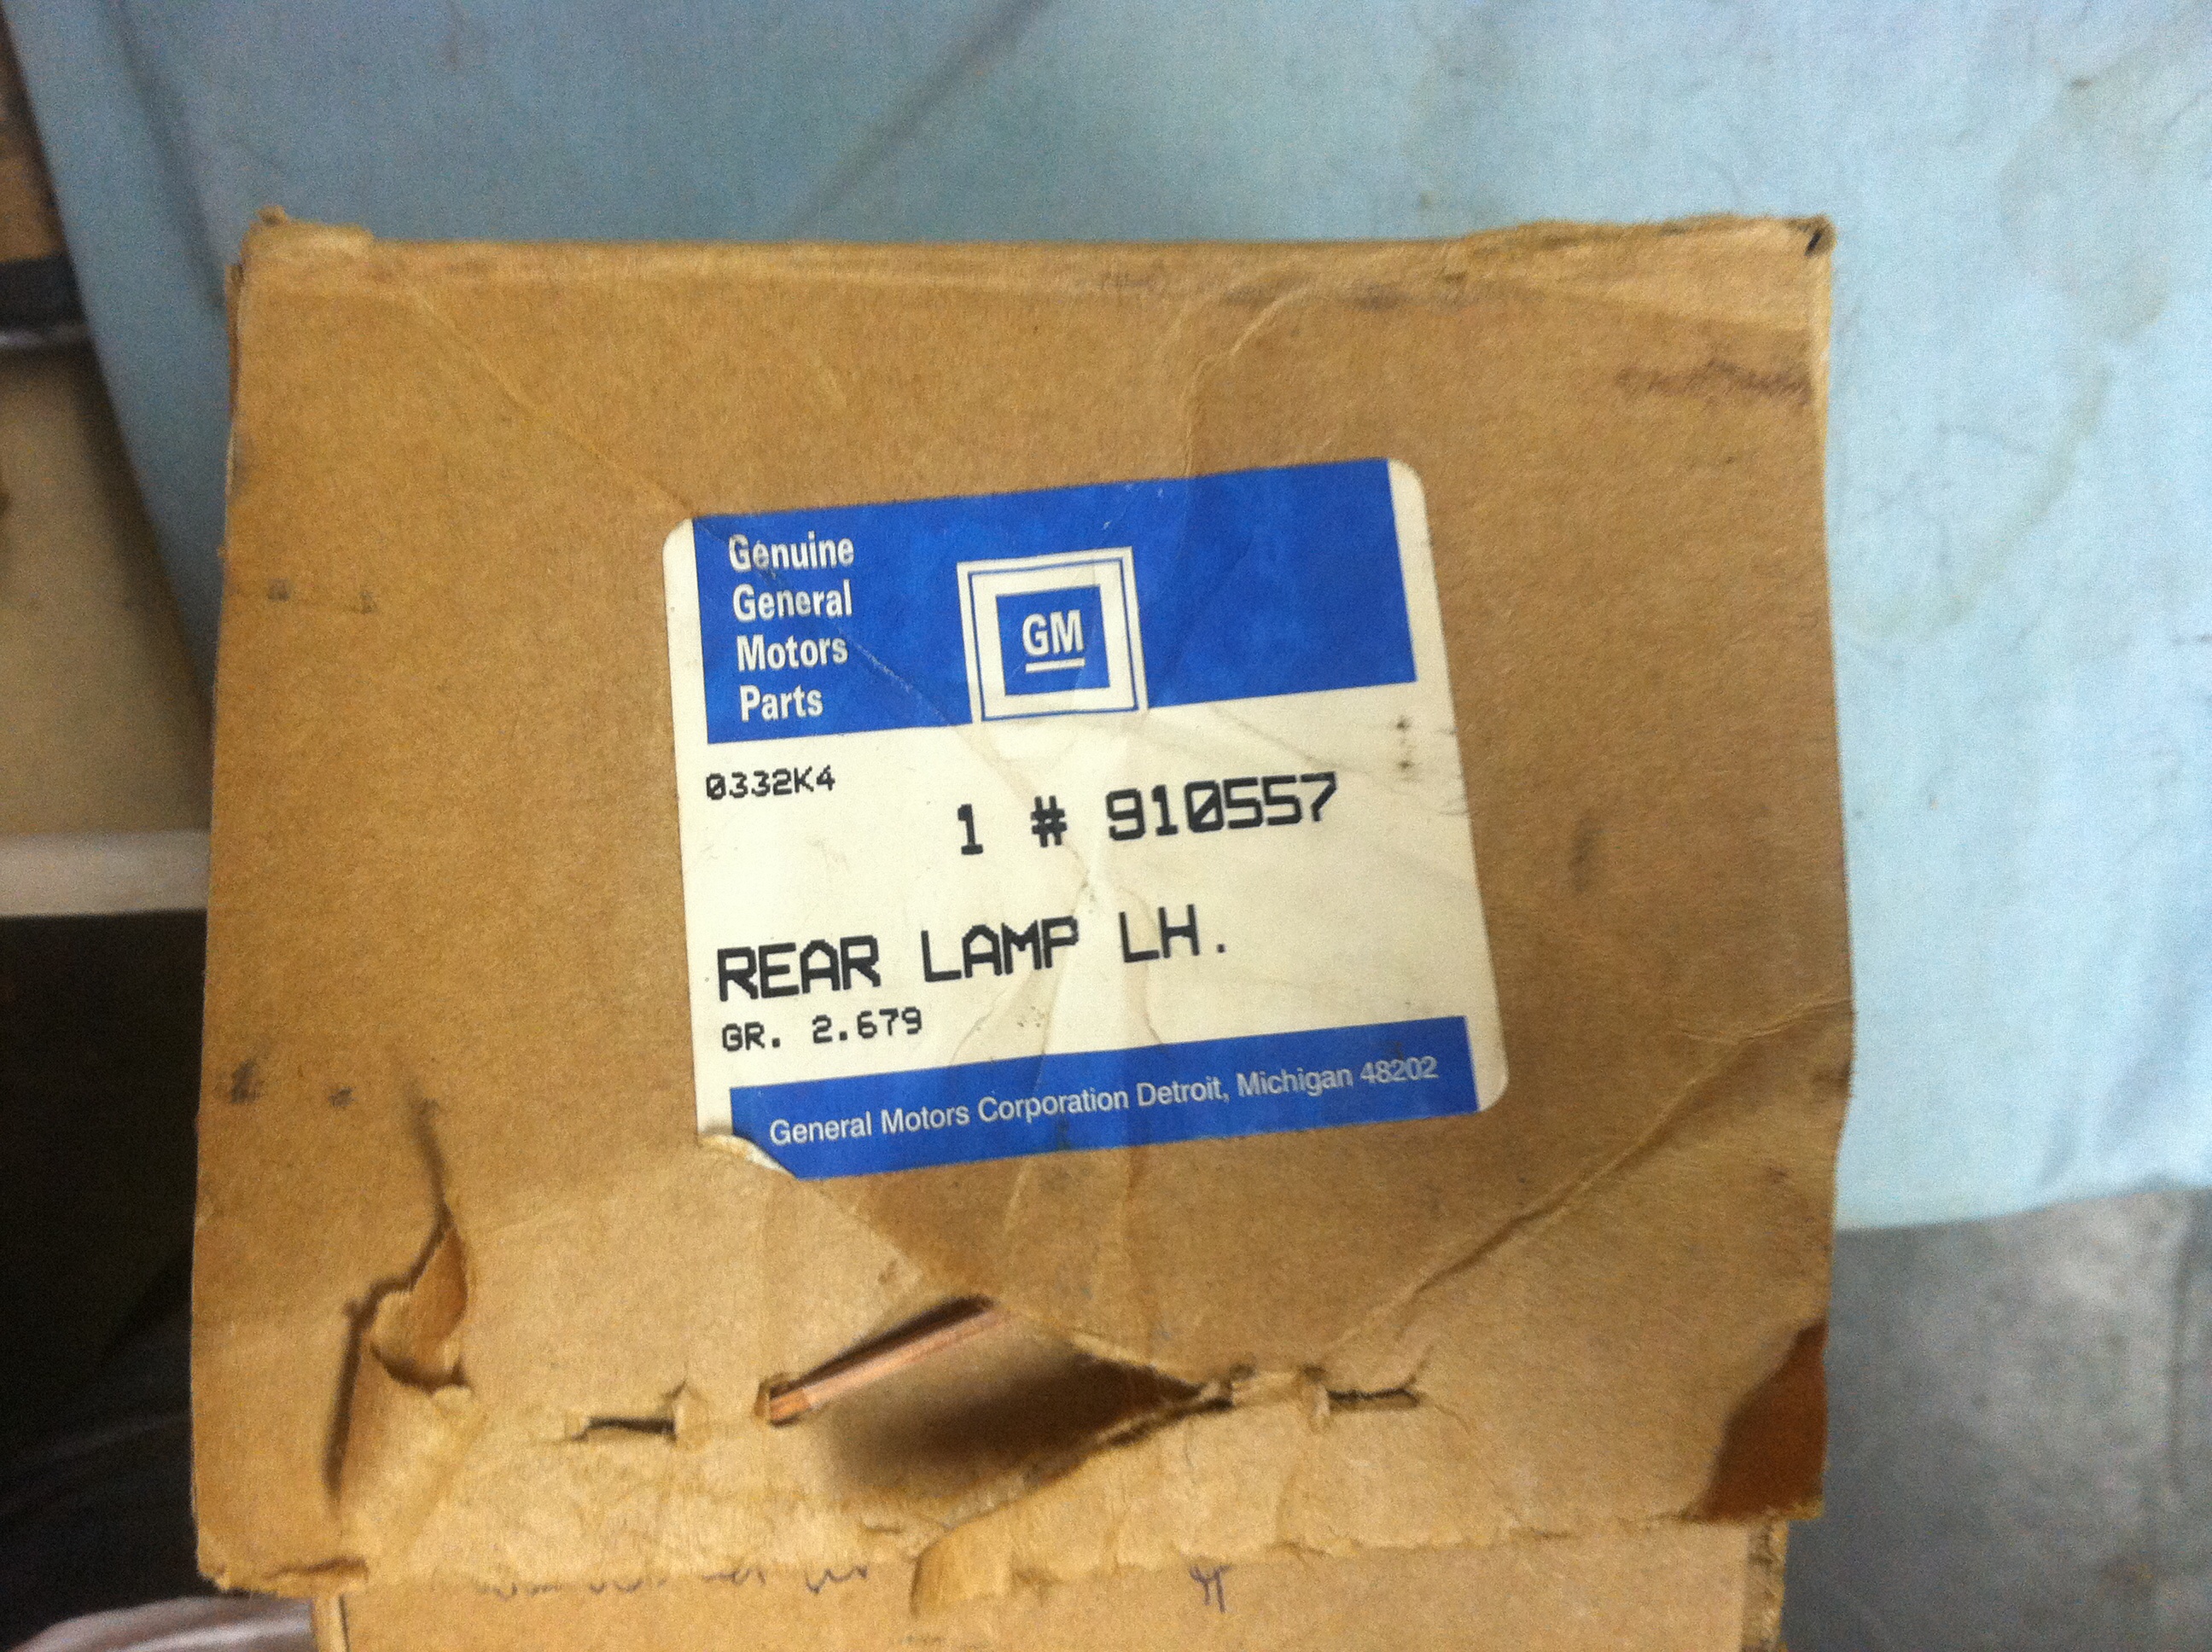 Genuine
General
Motors
Parts
GM
0332K4
1 # 910557
REAR LAMP LH.
GR. 2.679
General Motors Corporation Detroit, Michigan 48202